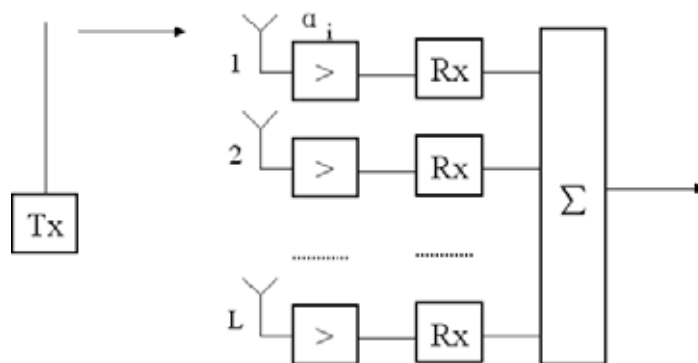 α i
1 > Rx
2 > Rx
Tx Σ
L > Rx